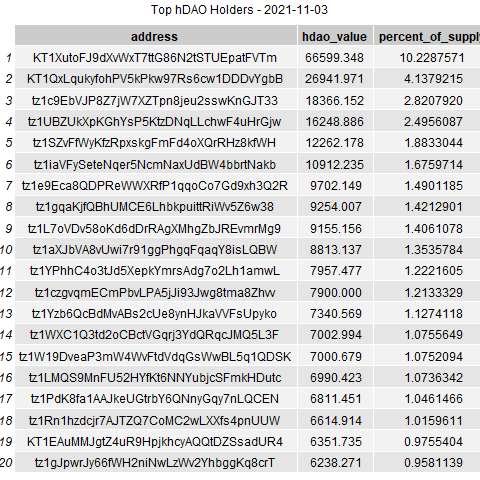 Top hDAO Holders - 2021-11-03
address hdao_value percent_of_supply
1 KT1XutoFJ9dXvWxT7ttG86N2tSTUEpatFVTm 66599.348 10.2287571
2 KT1QxLqukyfohPV5kPkw97Rs6cw1DDDvYgbB 26941.971 4.1379215
3 tz1c9EbVJP8Z7jW7XZTpn8jeu2sswKnGJT33 18366.152 2.8207920
4 tz1UBZUkXpKGhYsP5KtzDNqLLchwF4uHrGjw 16248.886 2.4956087
5 tz1SZvFfWyKfzRpxskgFmFd4oXQrRHz8kfWH 12262.178 1.8833044
6 tz1iaVFySeteNqer5NcmNaxUdBW4bbrtNakb 10912.235 1.6759714
7 tz1e9Eca8QDPReWWXRfP1qqoCo7Gd9xh3Q2R 9702.149 1.4901185
8 tz1gqaKjfQBhUMCE6LhbkpuittRiWv5Z6w38 9254.007 1.4212901
9 tz1L7oVDv58oKd6dDrRAgXMhgZbJREvmrMg9 9155.156 1.4061078
10 tz1aXJbVA8vUwi7r91ggPhgqFqaqY8isLQBW 8813.137 1.3535784
11 tz1YPhhC4o3tJd5XepkYmrsAdg7o2Lh1amwL 7957.477 1.2221605
12 tz1czgvqmECmPbvLPA5jJi93Jwg8tma8Zhvv 7900.000 1.2133329
13 tz1Yzb6QcBdMvABs2cUe8ynHJkaVVFsUpyko 7340.569 1.1274118
14 tz1WXC1Q3td2oCBctVGqrj3YdQRqcJMQ5L3F 7002.994 1.0755649
15 tz1W19DveaP3mW4WvFtdVdqGsWwBL5q1QDSK 7000.679 1.0752094
16 tz1LMQS9MnFU52HYfKt6NNYubjcSFmkHDutc 6990.423 1.0736342
17 tz1PdK8fa1AAJkeUGtrbY6QNnyGqy7nLQCEN 6811.451 1.0461466
18 tz1Rn1hzdcjr7AJTZQ7CoMC2wLXXfs4pnUUW 6614.914 1.0159611
19 KT1EAuMMJgtZ4uR9HpjkhcyAQQtDZSsadUR4 6351.735 0.9755404
20 tz1gJpwrJy66fWH2niNwLzWv2YhbggKq8crT 6238.271 0.9581139